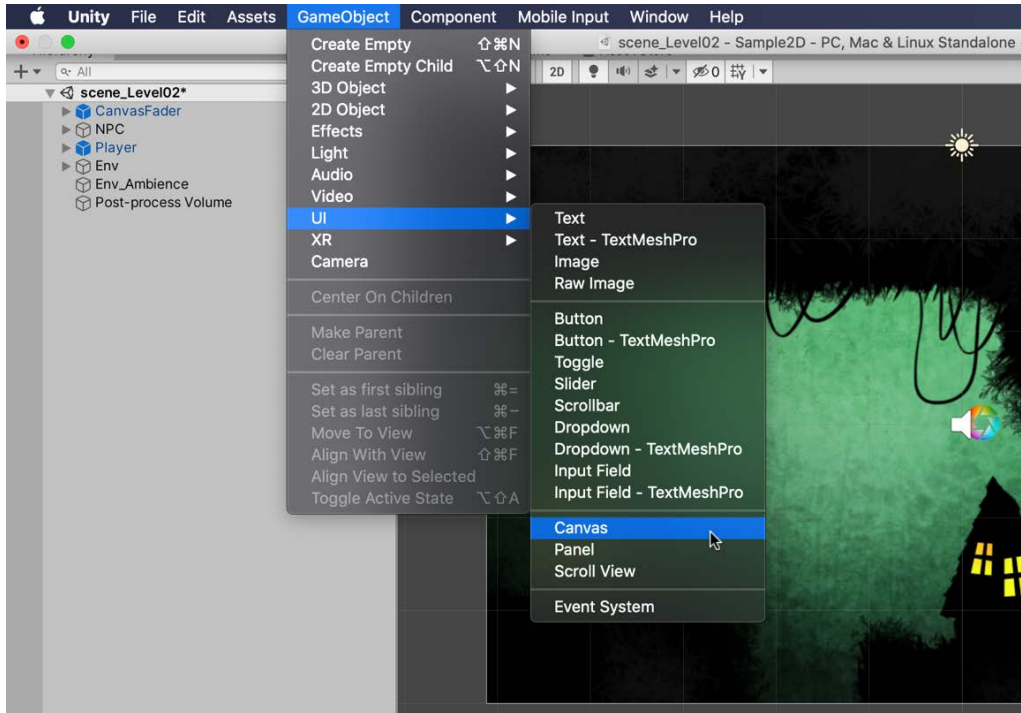 Unity File Edit Assets GameObject Component Mobile Input Window Help
scene_Level02 - Sample2D - PC, Mac & Linux Standalone
All
2D
0
scene_Level02*
CanvasFader
NPC
Player
Env
Env_Ambience
Post-process Volume
Create Empty ⇧⌘N
Create Empty Child ⌥⇧N
3D Object
2D Object
Effects
Light
Audio
Video
UI
XR
Camera
Center On Children
Make Parent
Clear Parent
Set as first sibling ⌘=
Set as last sibling ⌘-
Move To View ⌥⌘F
Align With View ⇧⌘F
Align View to Selected
Toggle Active State ⌥⇧A
Text
Text - TextMeshPro
Image
Raw Image
Button
Button - TextMeshPro
Toggle
Slider
Scrollbar
Dropdown
Dropdown - TextMeshPro
Input Field
Input Field - TextMeshPro
Canvas
Panel
Scroll View
Event System